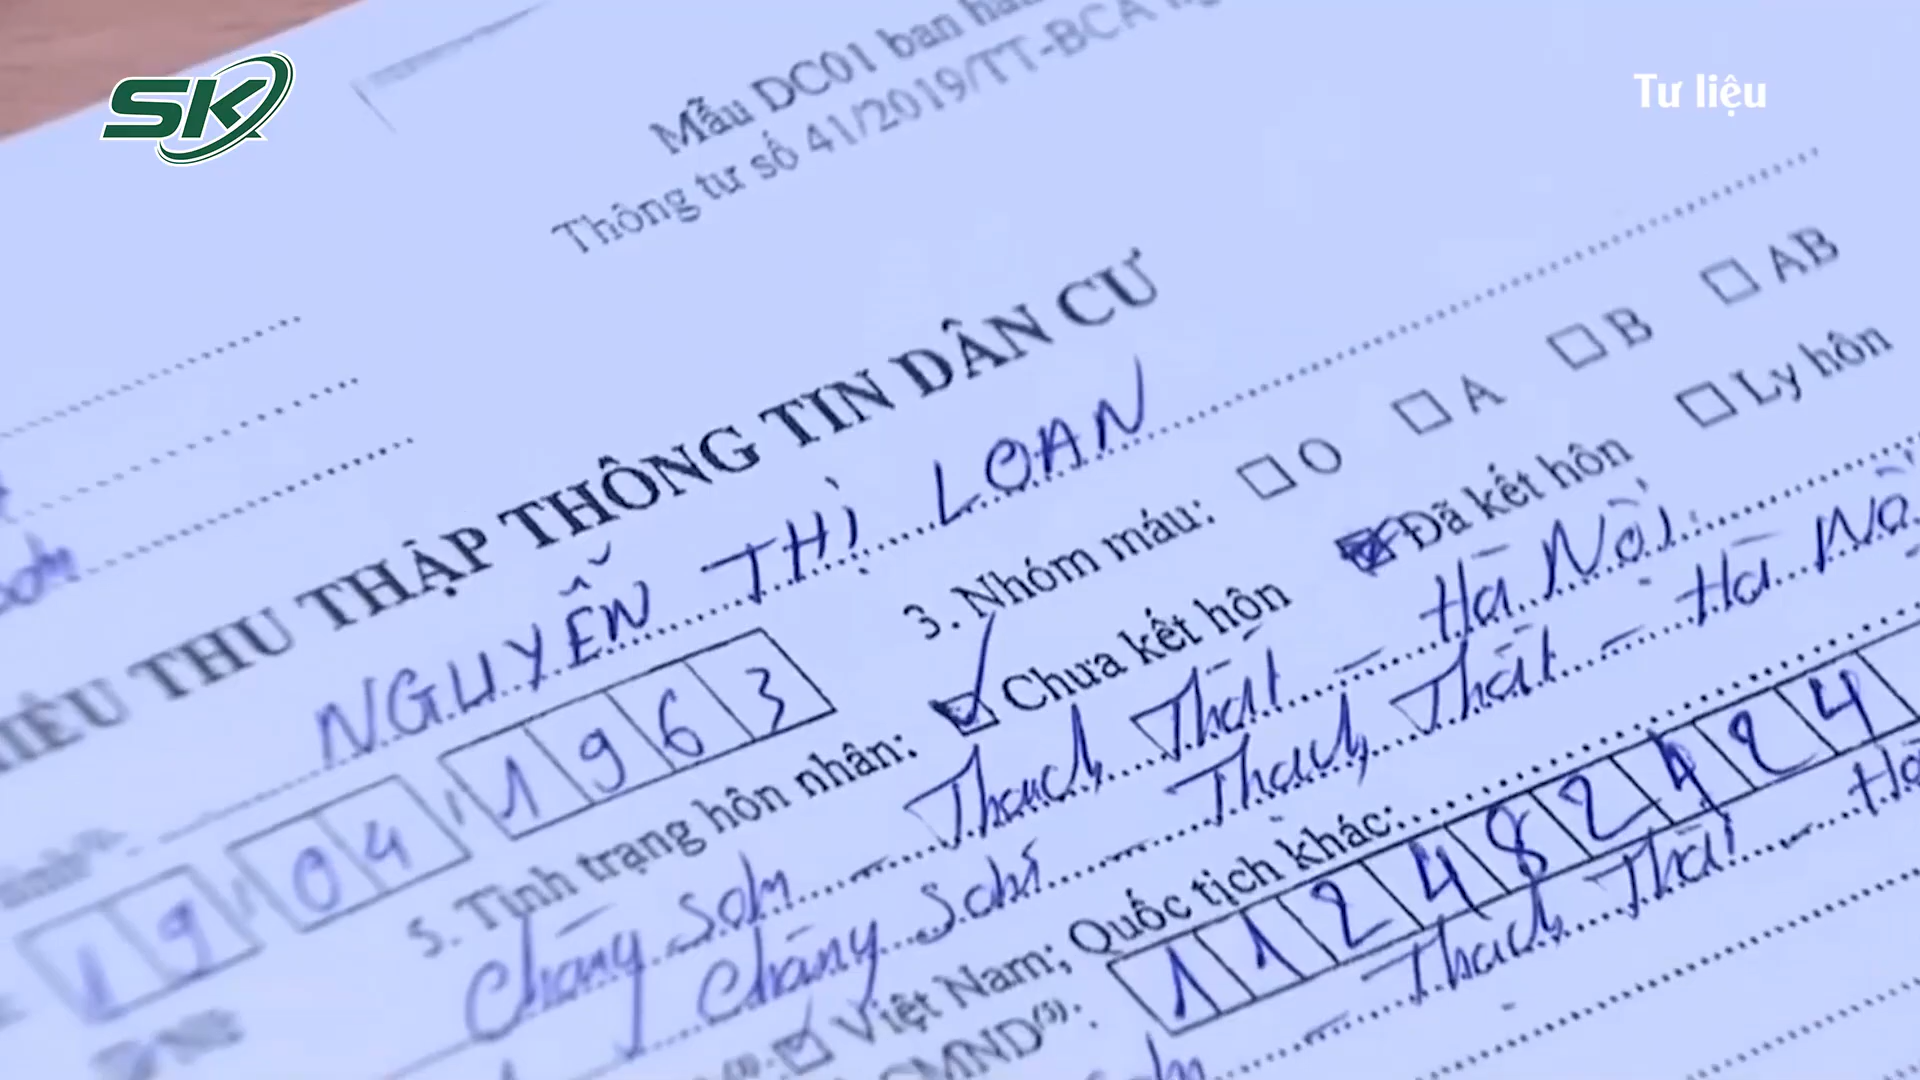 SK
Tư liệu
Mẫu DC01 ban hàn
Thông tư số 41/2019/TT-BCA
THU THẬP THÔNG TIN DÂN CƯ
NGUYỄN THỊ LOAN
3. Nhóm máu: O A B AB
19 04 1963
5. Tình trạng hôn nhân: Chưa kết hôn Đã kết hôn Ly hôn
Chàng Sơn - Thạch Thất - Hà Nội
Chàng Sơn - Thạch Thất - Hà Nộ
Việt Nam; Quốc tịch khác:
CMND(3): 112482424
Thạch Thất